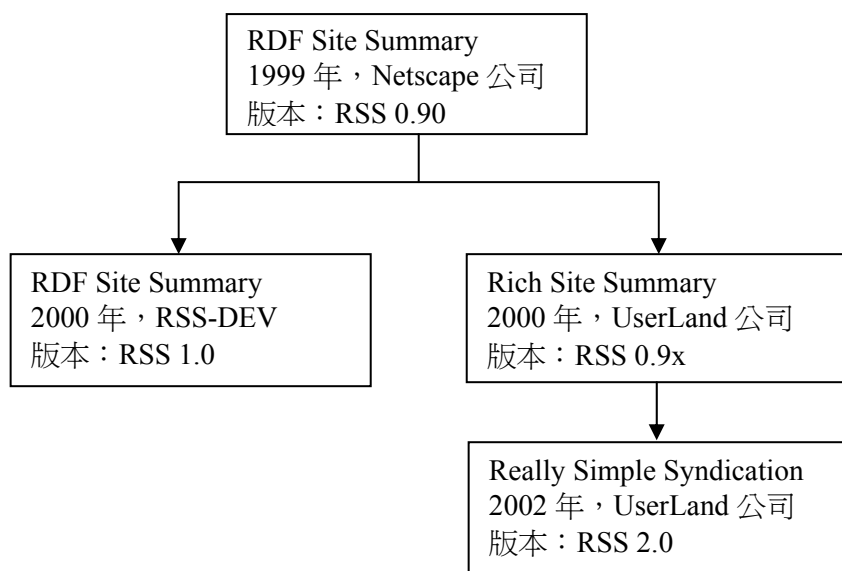 RDF Site Summary
1999 年，Netscape 公司
版本：RSS 0.90
RDF Site Summary
2000 年，RSS-DEV
版本：RSS 1.0
Rich Site Summary
2000 年，UserLand 公司
版本：RSS 0.9x
Really Simple Syndication
2002 年，UserLand 公司
版本：RSS 2.0